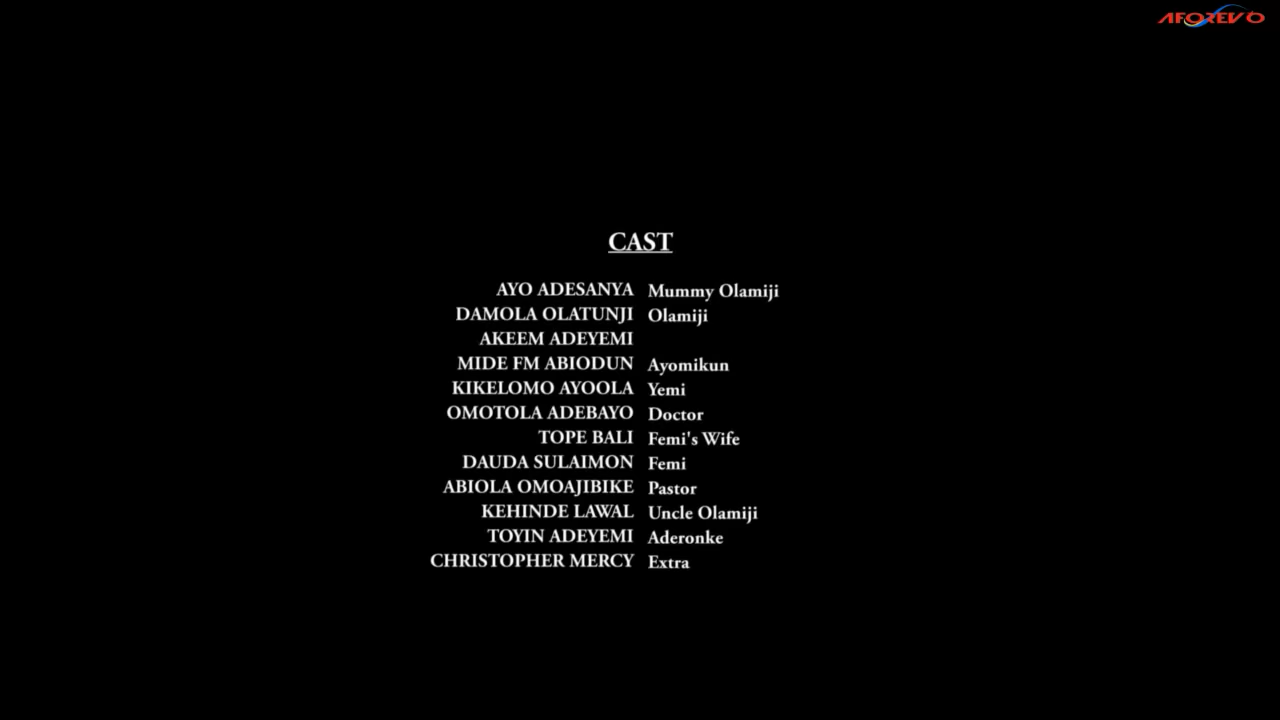 AFOREVO
CAST
AYO ADESANYA Mummy Olamiji
DAMOLA OLATUNJI Olamiji
AKEEM ADEYEMI
MIDE FM ABIODUN Ayomikun
KIKELOMO AYOOLA Yemi
OMOTOLA ADEBAYO Doctor
TOPE BALI Femi's Wife
DAUDA SULAIMON Femi
ABIOLA OMOAJIBIKE Pastor
KEHINDE LAWAL Uncle Olamiji
TOYIN ADEYEMI Aderonke
CHRISTOPHER MERCY Extra